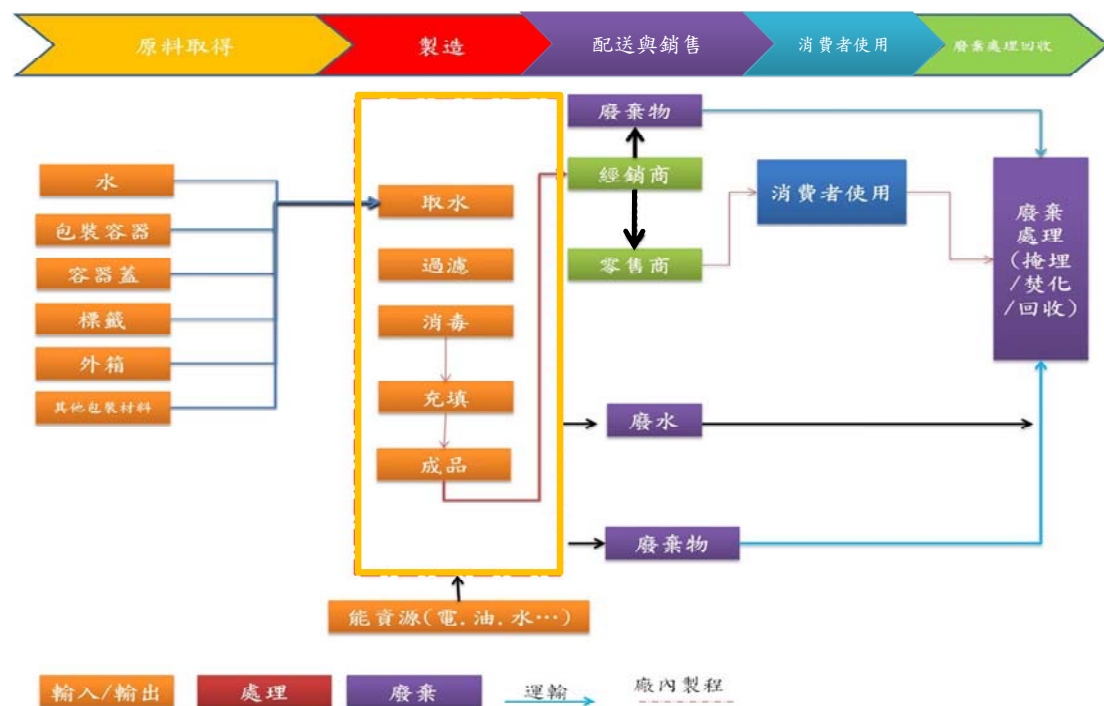 原料取得
製造
配送與銷售
消費者使用
廢棄處理回收
水
包裝容器
容器蓋
標籤
外箱
其他包裝材料
取水
過濾
消毒
充填
成品
能資源(電.油.水⋯)
廢棄物
經銷商
零售商
消費者使用
廢水
廢棄物
廢棄
處理
(掩埋
/焚化
/回收)
輸入/輸出
處理
廢棄
運輸
廠內製程